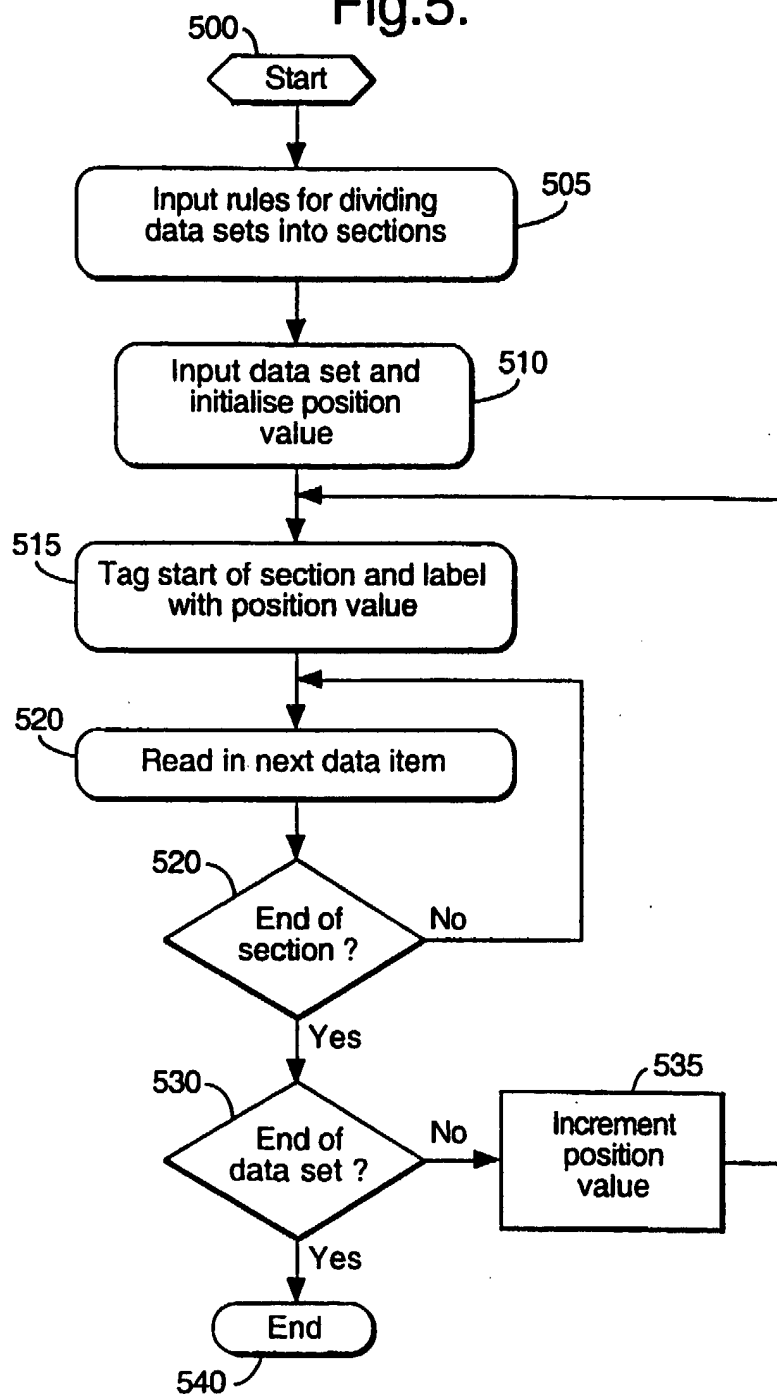 Fig.5.
500
Start
Input rules for dividing
data sets into sections
505
Input data set and
initialise position
value
510
515
Tag start of section and label
with position value
520
Read in next data item
520
End of
section ?
No
Yes
530
End of
data set ?
No
535
Increment
position
value
Yes
End
540